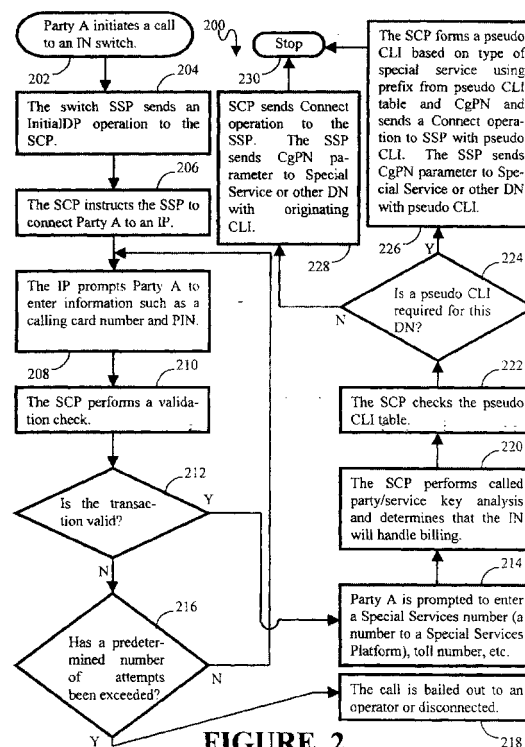 Party A initiates a call
to an IN switch.
202
204
The switch SSP sends an
InitialDP operation to the
SCP.
206
The SCP instructs the SSP to
connect Party A to an IP.
The IP prompts Party A to
enter information such as a
calling card number and PIN.
208
210
The SCP performs a valida-
tion check.
212
Is the transac-
tion valid?
Y
N
216
Has a predeter-
mined number
of attempts
been exceeded?
N
Y
200
Stop
230
SCP sends Connect
operation to the
SSP. The SSP
sends CgPN pa-
rameter to Special
Service or other DN
with originating
CLI.
228
The SCP forms a pseudo
CLI based on type of
special service using
prefix from pseudo CLI
table and CgPN and
sends a Connect opera-
tion to SSP with pseudo
CLI. The SSP sends
CgPN parameter to Spe-
cial Service or other DN
with pseudo CLI.
226
Y
224
Is a pseudo CLI
required for this
DN?
N
222
The SCP checks the pseudo
CLI table.
220
The SCP performs called
party/service key analysis
and determines that the IN
will handle billing.
214
Party A is prompted to enter
a Special Services number (a
number to a Special Services
Platform), toll number, etc.
The call is bailed out to an
operator or disconnected.
218
FIGURE 2